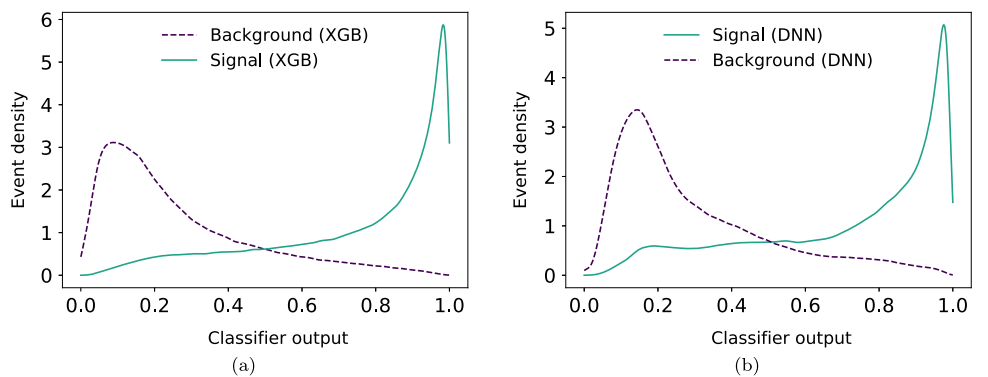 Background (XGB)
Signal (XGB)
Event density
6
5
4
3
2
1
0
0.0 0.2 0.4 0.6 0.8 1.0
Classifier output
(a)
Signal (DNN)
Background (DNN)
Event density
5
4
3
2
1
0
0.0 0.2 0.4 0.6 0.8 1.0
Classifier output
(b)